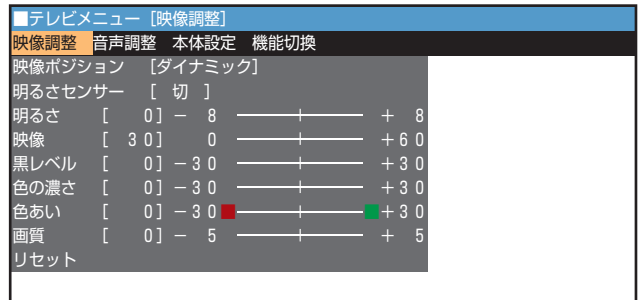 ■テレビメニュー［映像調整］
映像調整 音声調整 本体設定 機能切換
映像ポジション ［ダイナミック］
明るさセンサー ［ 切 ］
明るさ ［ 0］ － 8 ＋ 8
映像 ［ 30］ 0 ＋60
黒レベル ［ 0］ －30 ＋30
色の濃さ ［ 0］ －30 ＋30
色あい ［ 0］ －30 ＋30
画質 ［ 0］ － 5 ＋ 5
リセット